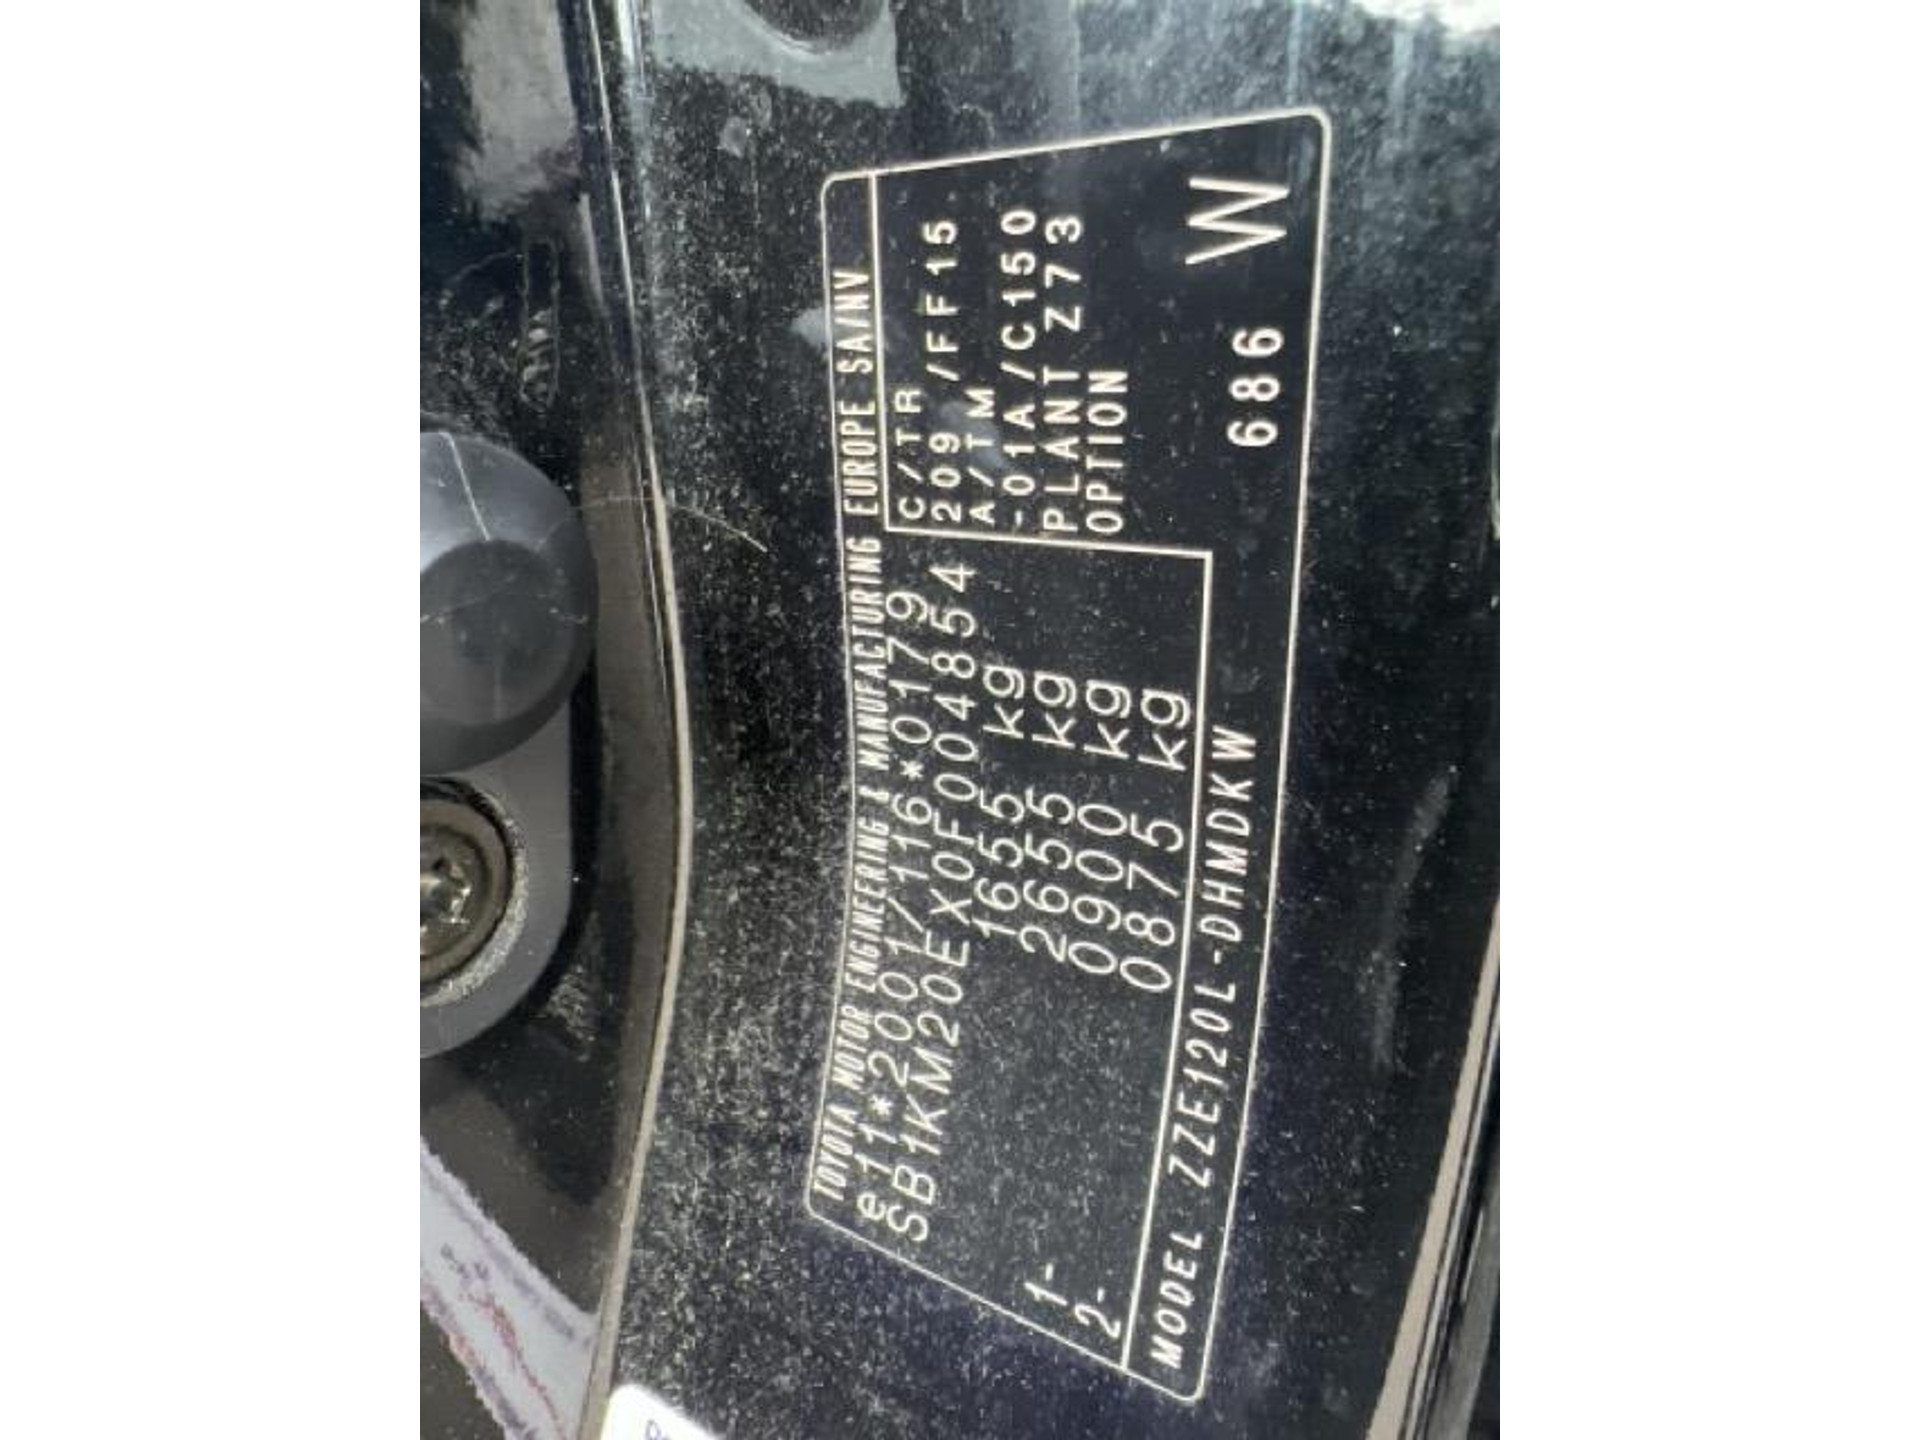 TOYOTA MOTOR ENGINEERING & MANUFACTURING EUROPE SA/NV
e11*2001/116*0179
SB1KM20EX0F004854
1655 kg
2655 kg
1- 0900 kg
2- 0875 kg
C/TR
209 /FF15
A/TM
-01A/C150
PLANT Z73
OPTION
MODEL ZZE120L-DHMDKW
686 W